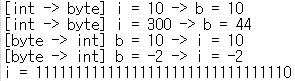 [int -> byte] i = 10 -> b = 10
[int -> byte] i = 300 -> b = 44
[byte -> int] b = 10 -> i = 10
[byte -> int] b = -2 -> i = -2
i = 11111111111111111111111111111110